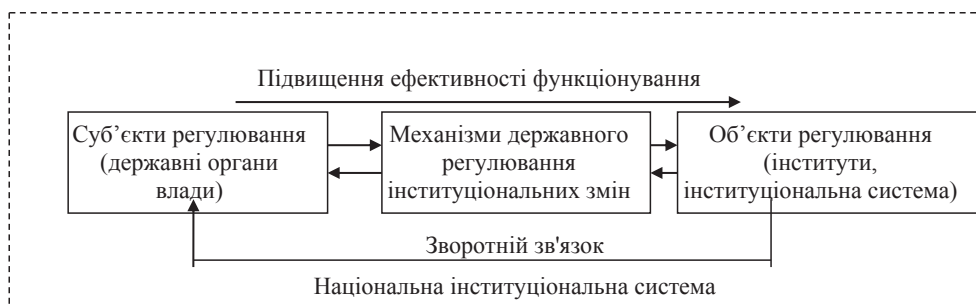 Підвищення ефективності функціонування
Суб’єкти регулювання
(державні органи
влади)
Механізми державного
регулювання
інституціональних змін
Об’єкти регулювання
(інститути,
інституціональна система)
Зворотній зв'язок
Національна інституціональна система